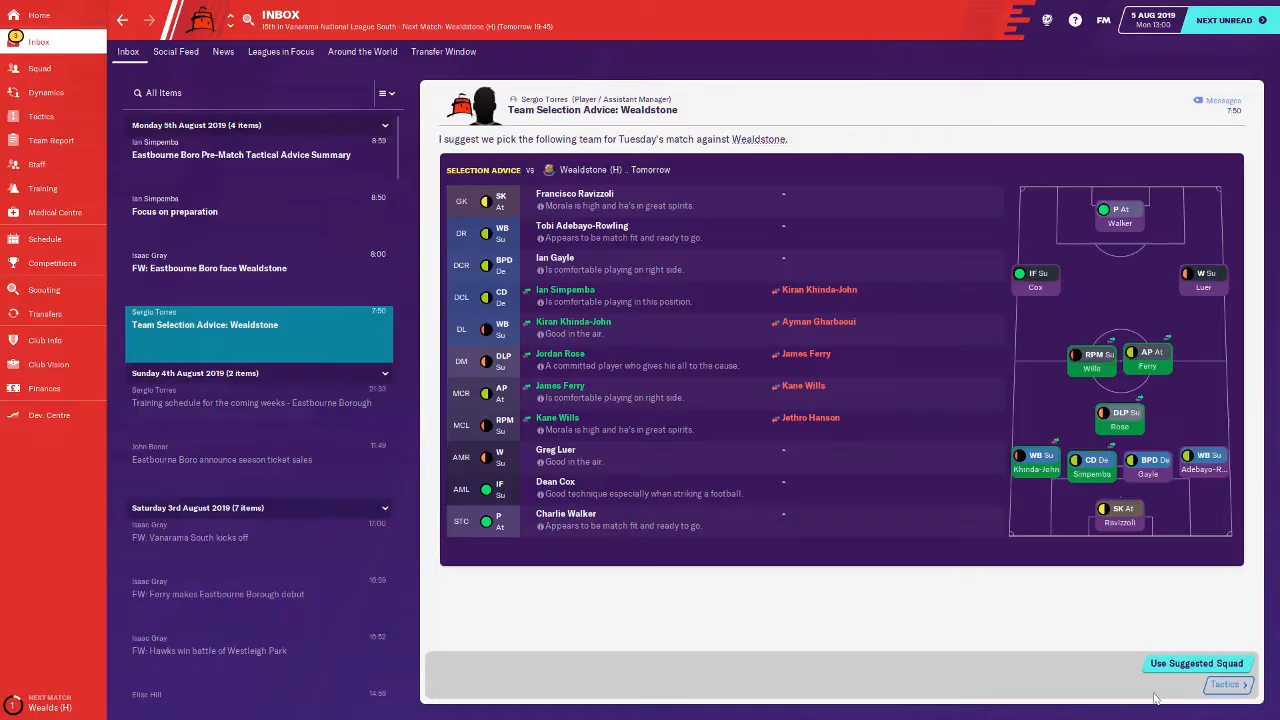 Home
3
Inbox
Squad
Dynamics
Tactics
Team Report
Staff
Training
Medical Centre
Schedule
Competitions
Scouting
Transfers
Club Info
Club Vision
Finances
Dev. Centre
1
NEXT MATCH
Wealds (H)
INBOX
15th in Vanarama National League South - Next Match: Wealdstone (H) (Tomorrow 19:45)
FM
5 AUG 2019
MON 13:00
NEXT UNREAD
Inbox
Social Feed
News
Leagues in Focus
Around the World
Transfer Window
All Items
Monday 5th August 2019 (4 items)
Ian Simpemba 8:59
Eastbourne Boro Pre-Match Tactical Advice Summary
Ian Simpemba 8:50
Focus on preparation
Isaac Gray 8:00
FW: Eastbourne Boro face Wealdstone
Sergio Torres 7:50
Team Selection Advice: Wealdstone
Sunday 4th August 2019 (2 items)
Sergio Torres 21:33
Training schedule for the coming weeks - Eastbourne Borough
John Bonar 11:49
Eastbourne Boro announce season ticket sales
Saturday 3rd August 2019 (7 items)
Isaac Gray 17:00
FW: Vanarama South kicks off
Isaac Gray 16:59
FW: Ferry makes Eastbourne Borough debut
Isaac Gray 16:52
FW: Hawks win battle of Westleigh Park
Elise Hill 14:59
Sergio Torres (Player / Assistant Manager)
Team Selection Advice: Wealdstone
Messages
7:50
I suggest we pick the following team for Tuesday's match against Wealdstone.
SELECTION ADVICE vs Wealdstone (H) .. Tomorrow
GK SK At Francisco Ravizzoli -
Morale is high and he's in great spirits.
DR WB Su Tobi Adebayo-Rowling -
Appears to be match fit and ready to go.
DCR BPD De Ian Gayle -
Is comfortable playing on right side.
DCL CD De Ian Simpemba Kiran Khinda-John
Is comfortable playing in this position.
DL WB Su Kiran Khinda-John Ayman Gharbaoui
Good in the air.
DM DLP Su Jordan Rose James Ferry
A committed player who gives his all to the cause.
MCR AP At James Ferry Kane Wills
Is comfortable playing on right side.
MCL RPM Su Kane Wills Jethro Hanson
Morale is high and he's in great spirits.
AMR W Su Greg Luer -
Good in the air.
AML IF Su Dean Cox -
Good technique especially when striking a football.
STC P At Charlie Walker -
Appears to be match fit and ready to go.
P At
Walker
IF Su
Cox
W Su
Luer
RPM Su
Wills
AP At
Ferry
DLP Su
Rose
WB Su
Khinda-John
CD De
Simpemba
BPD De
Gayle
WB Su
Adebayo-R...
SK At
Ravizzoli
Use Suggested Squad
Tactics